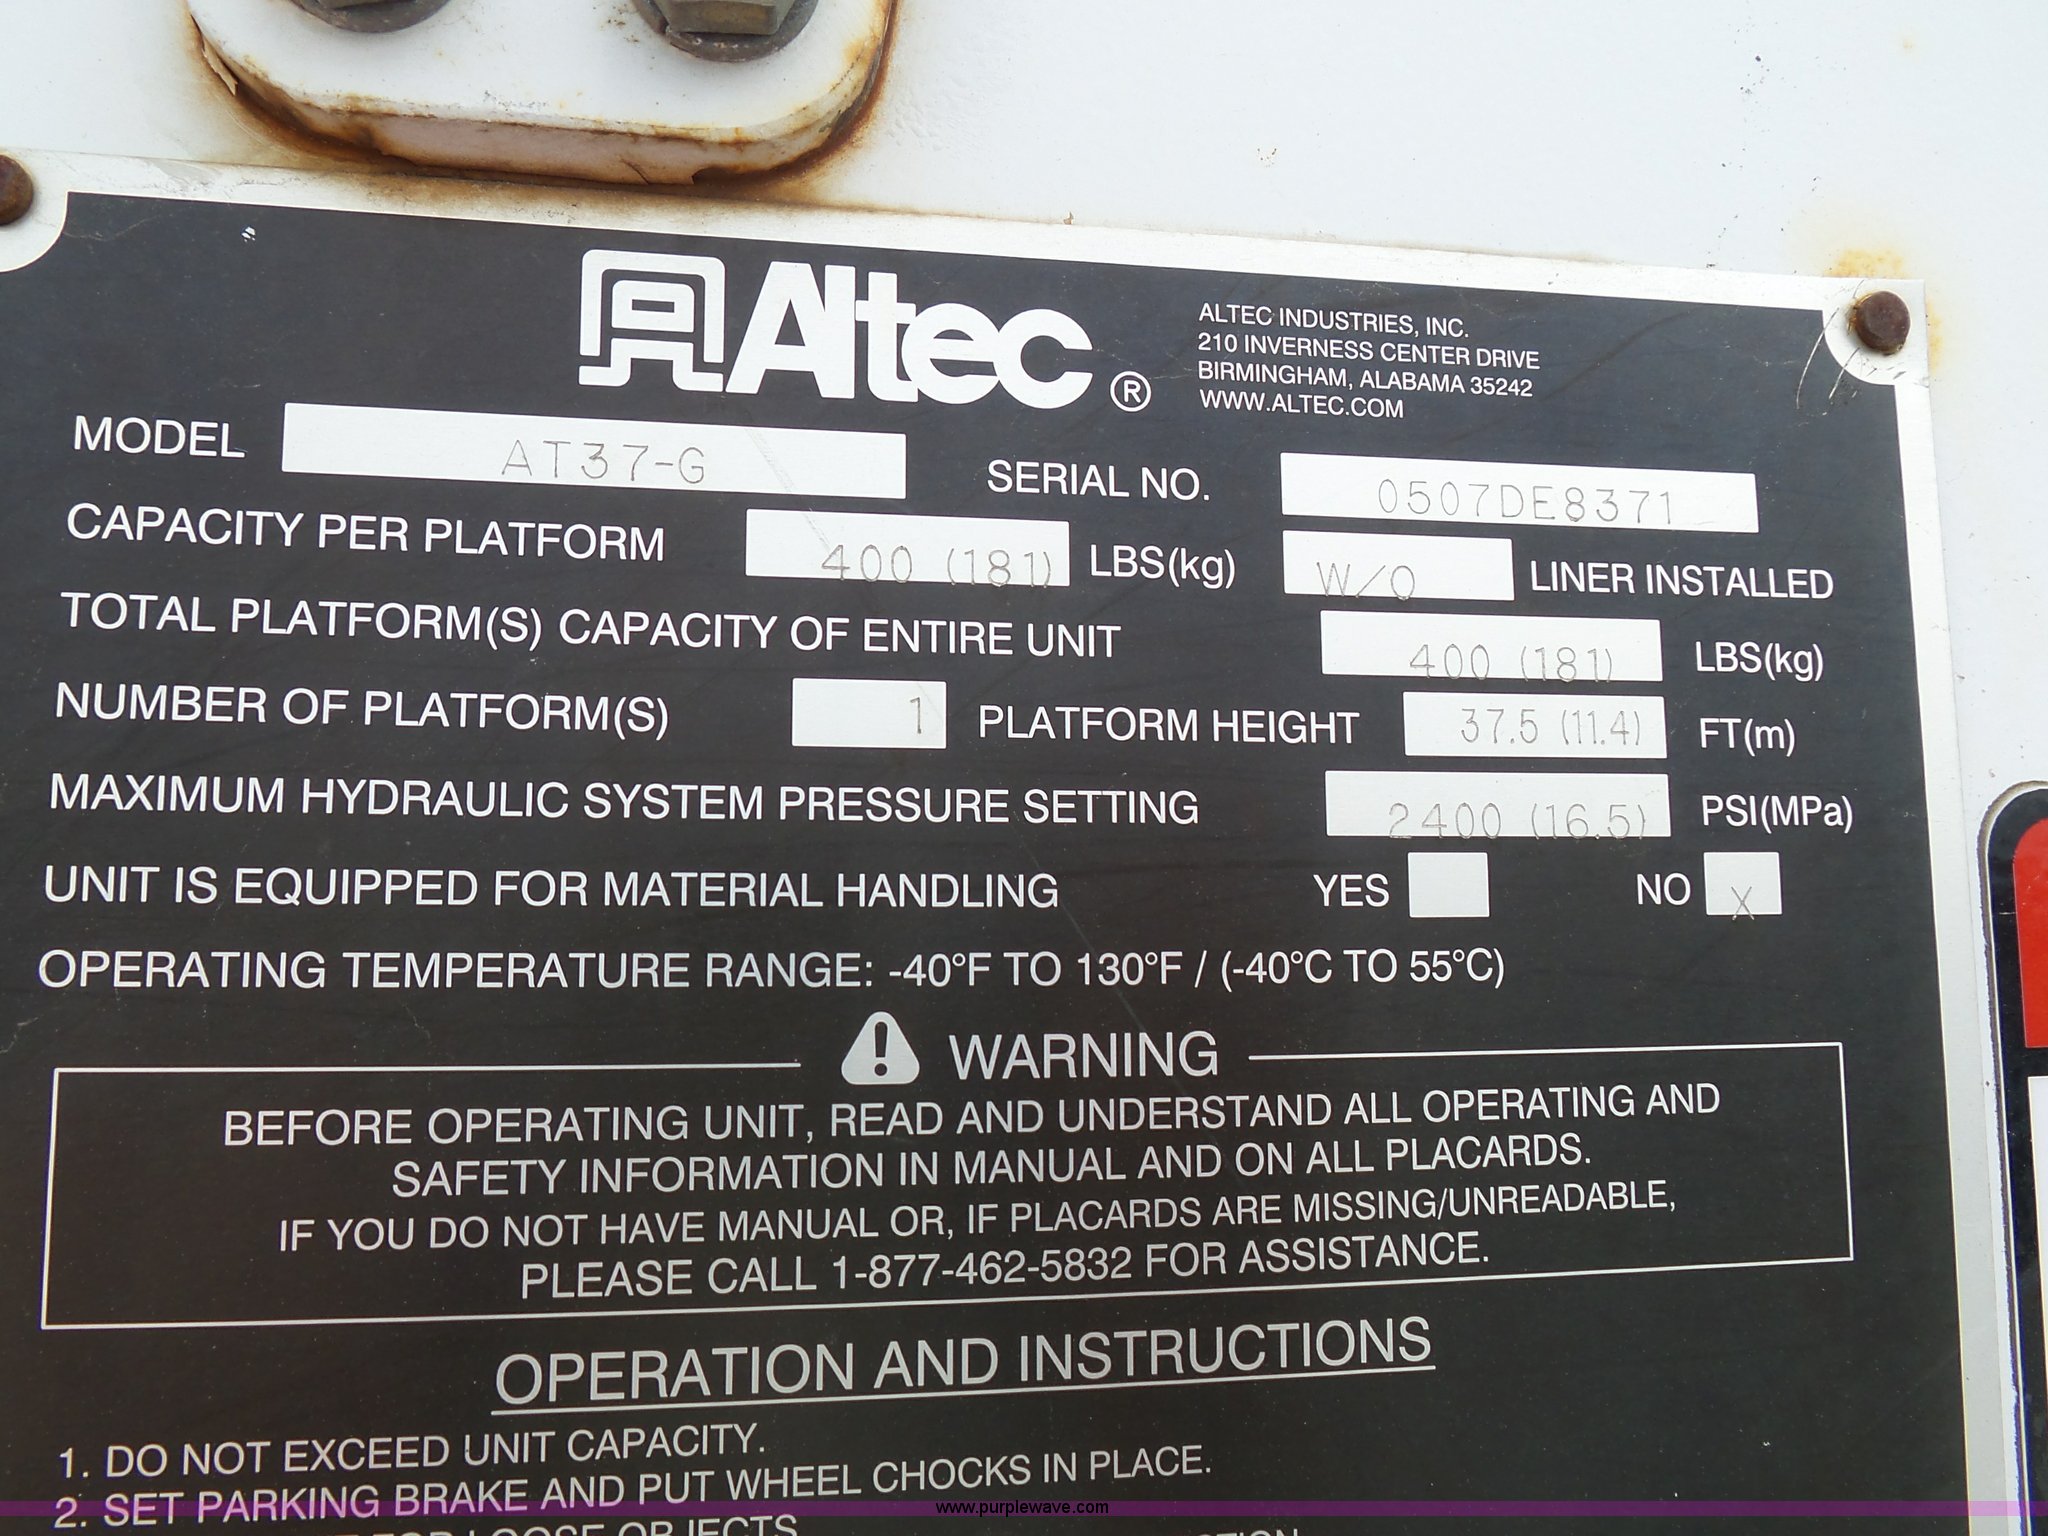 Altec®
ALTEC INDUSTRIES, INC.
210 INVERNESS CENTER DRIVE
BIRMINGHAM, ALABAMA 35242
WWW.ALTEC.COM
MODEL AT37-G SERIAL NO. 0507DE8371
CAPACITY PER PLATFORM 400 (181) LBS(kg) W/O LINER INSTALLED
TOTAL PLATFORM(S) CAPACITY OF ENTIRE UNIT 400 (181) LBS(kg)
NUMBER OF PLATFORM(S) 1 PLATFORM HEIGHT 37.5 (11.4) FT(m)
MAXIMUM HYDRAULIC SYSTEM PRESSURE SETTING 2400 (16.5) PSI(MPa)
UNIT IS EQUIPPED FOR MATERIAL HANDLING YES NO X
OPERATING TEMPERATURE RANGE: -40°F TO 130°F / (-40°C TO 55°C)
WARNING
BEFORE OPERATING UNIT, READ AND UNDERSTAND ALL OPERATING AND
SAFETY INFORMATION IN MANUAL AND ON ALL PLACARDS.
IF YOU DO NOT HAVE MANUAL OR, IF PLACARDS ARE MISSING/UNREADABLE,
PLEASE CALL 1-877-462-5832 FOR ASSISTANCE.
OPERATION AND INSTRUCTIONS
1. DO NOT EXCEED UNIT CAPACITY.
2. SET PARKING BRAKE AND PUT WHEEL CHOCKS IN PLACE.
FOR LOOSE OBJECTS
www.purplewave.com